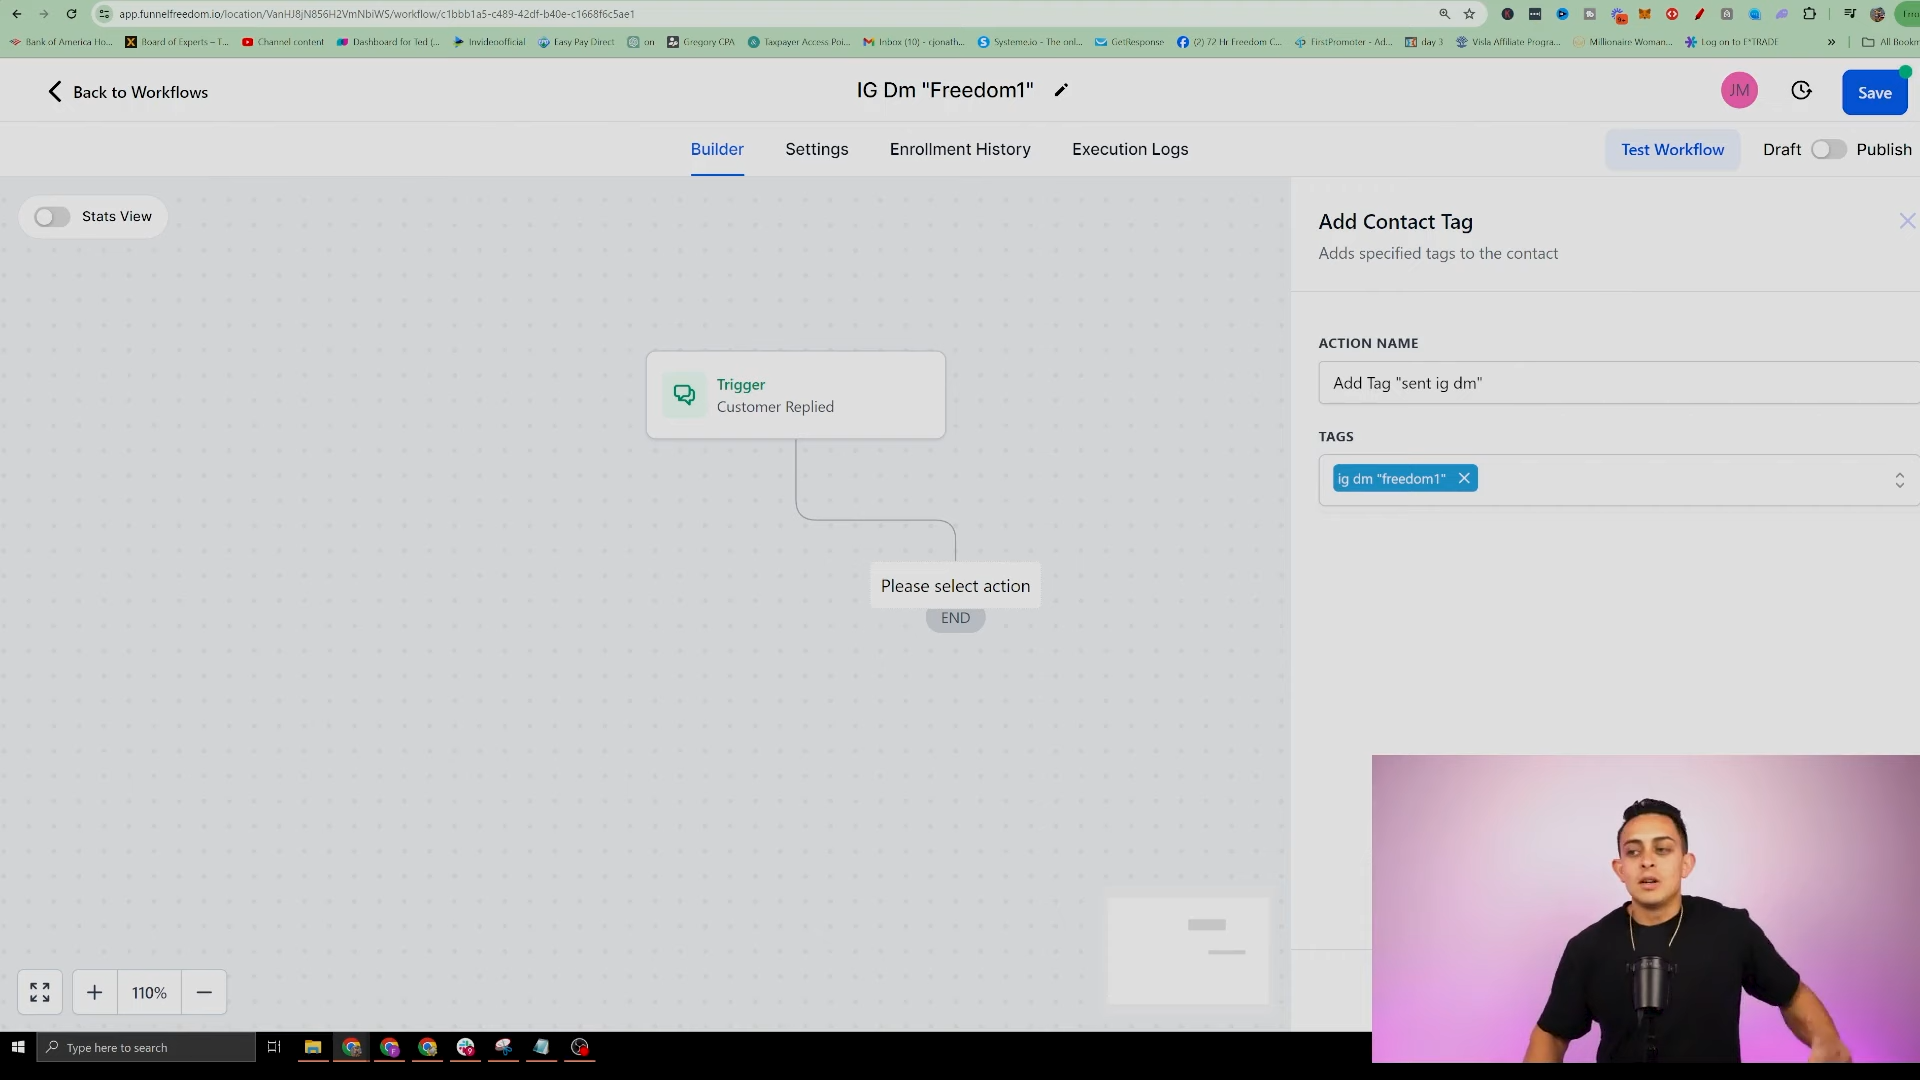 app.funnelfreedom.io/location/VanHJ8jN856H2VmNbiWS/workflow/c1bbb1a5-c489-42df-b40e-c1668f6c5ae1
Bank of America Ho...
Board of Experts – T...
Channel content
Dashboard for Ted (...
Invideoofficial
Easy Pay Direct
on
Gregory CPA
Taxpayer Access Poi...
Inbox (10) - cjonath...
Systeme.io - The onl...
GetResponse
(2) 72 Hr Freedom C...
FirstPromoter - Ad...
day 3
Visla Affiliate Progra...
Millionaire Woman...
Log on to E*TRADE
»
All Bookm
Back to Workflows
IG Dm "Freedom1"
JM
Save
Builder
Settings
Enrollment History
Execution Logs
Test Workflow
Draft
Publish
Stats View
Add Contact Tag
Adds specified tags to the contact
ACTION NAME
Add Tag "sent ig dm"
TAGS
ig dm "freedom1"
Trigger
Customer Replied
Please select action
END
110%
Type here to search